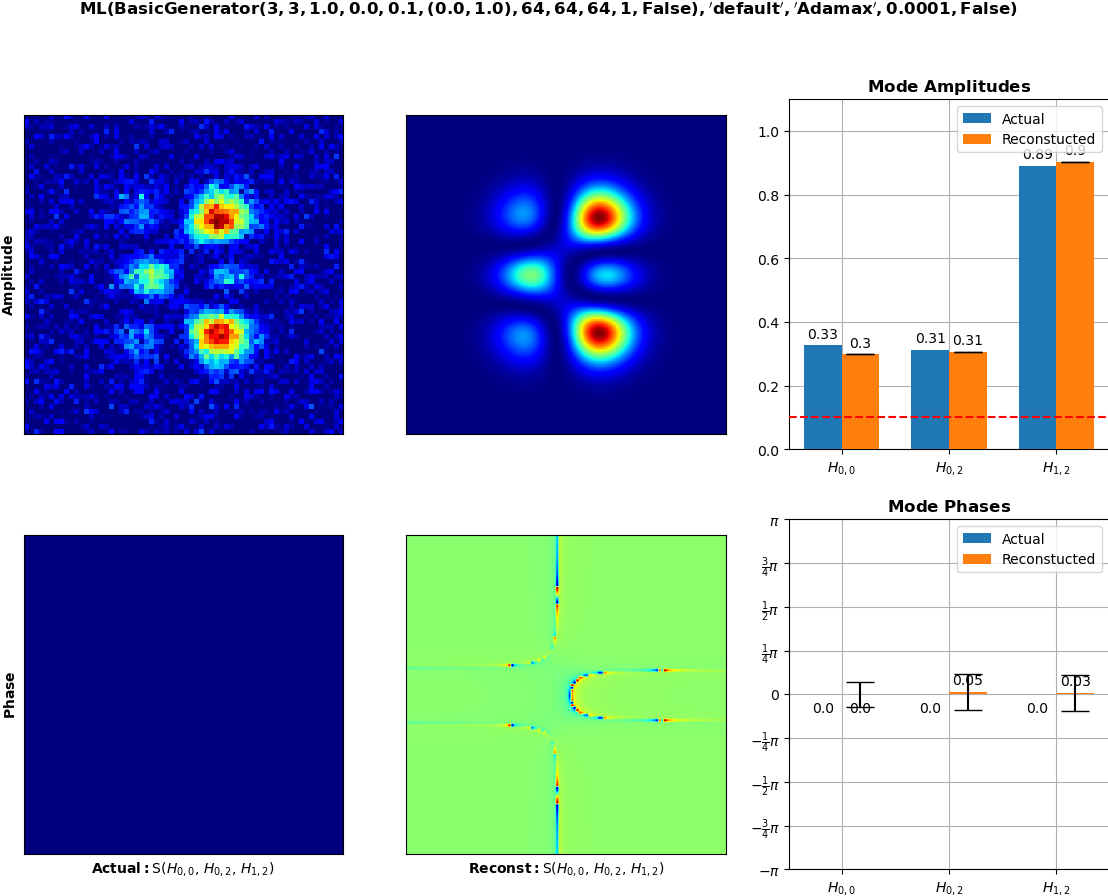 ML(BasicGenerator(3, 3, 1.0, 0.0, 0.1, (0.0, 1.0), 64, 64, 64, 1, False), ′default′, ′Adamax′, 0.0001, False)
Amplitude
Mode Amplitudes
Actual
Reconstucted
1.0
0.8
0.6
0.4
0.2
0.0
0.33
0.3
0.31
0.31
0.89
0.9
H0,0
H0,2
H1,2
Phase
Actual: S(H0,0, H0,2, H1,2)
Reconst: S(H0,0, H0,2, H1,2)
Mode Phases
Actual
Reconstucted
π
3/4π
1/2π
1/4π
0
−1/4π
−1/2π
−3/4π
−π
0.0
0.0
0.0
0.05
0.0
0.03
H0,0
H0,2
H1,2